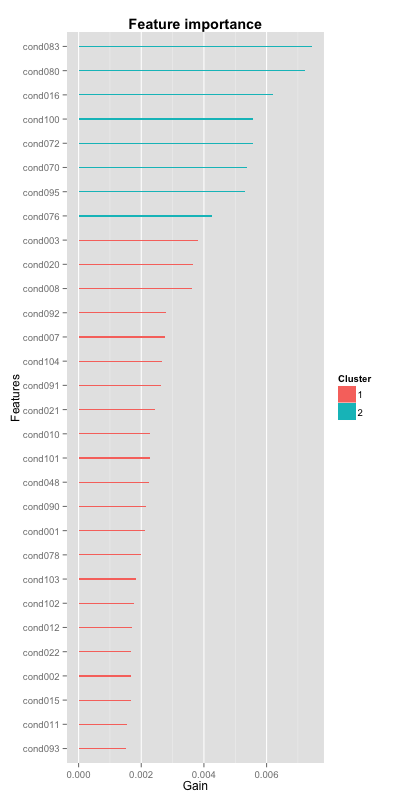 Feature importance
cond083
cond080
cond016
cond100
cond072
cond070
cond095
cond076
cond003
cond020
cond008
cond092
cond007
cond104
cond091
cond021
cond010
cond101
cond048
cond090
cond001
cond078
cond103
cond102
cond012
cond022
cond002
cond015
cond011
cond093
Features
0.000 0.002 0.004 0.006
Gain
Cluster
1
2